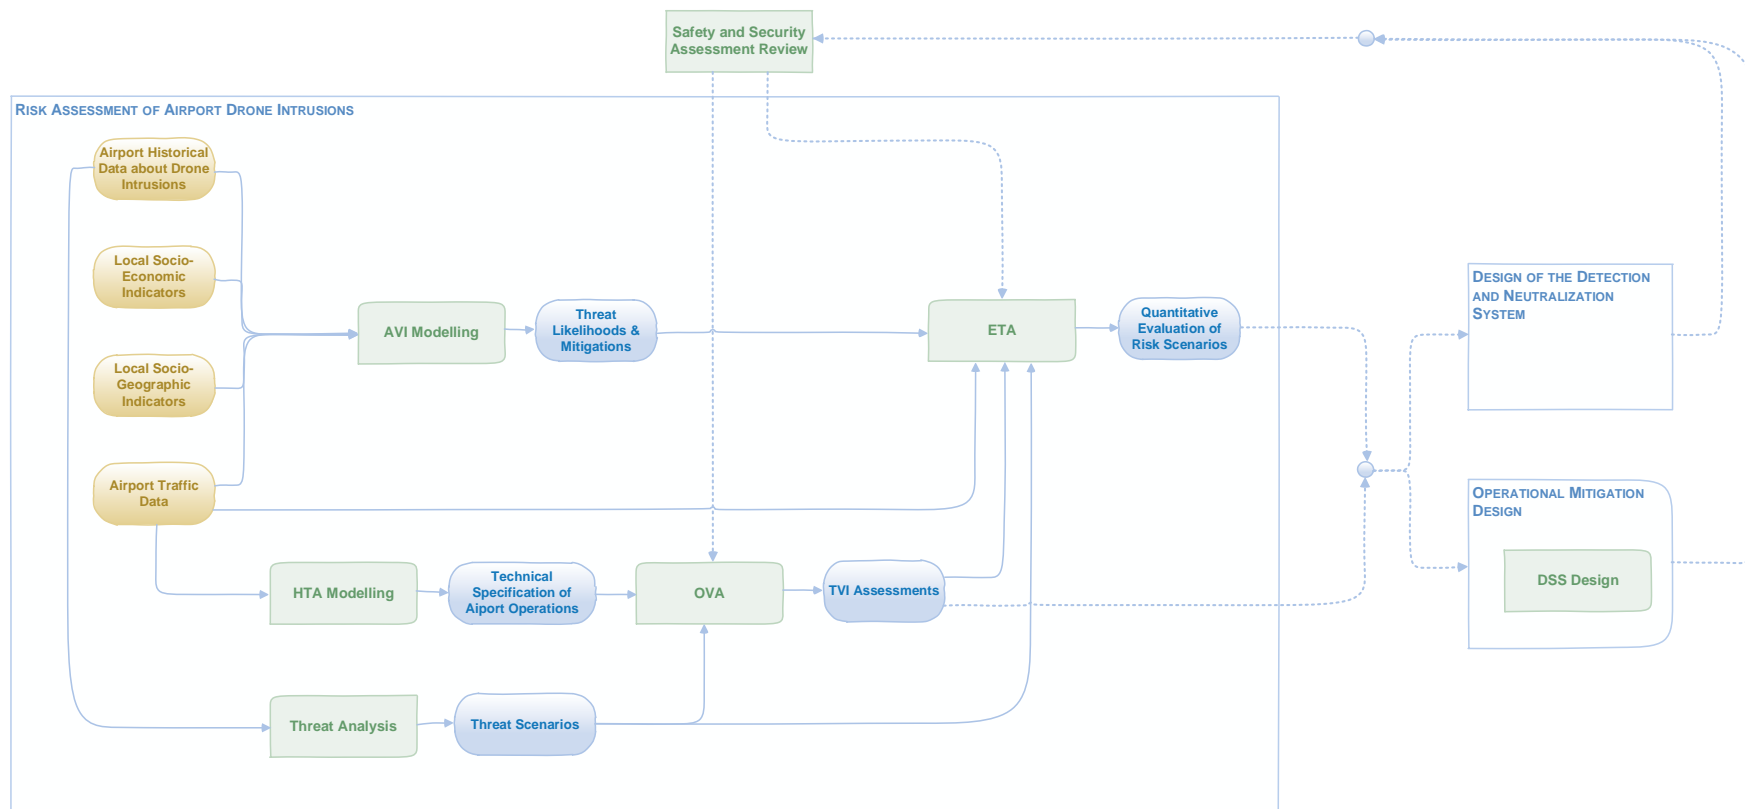 Safety and Security
Assessment Review
RISK ASSESSMENT OF AIRPORT DRONE INTRUSIONS
Airport Historical
Data about Drone
Intrusions
Local Socio-
Economic
Indicators
Local Socio-
Geographic
Indicators
Airport Traffic
Data
AVI Modelling
Threat
Likelihoods &
Mitigations
ETA
Quantitative
Evaluation of
Risk Scenarios
HTA Modelling
Technical
Specification of
Aiport Operations
OVA
TVI Assessments
Threat Analysis
Threat Scenarios
DESIGN OF THE DETECTION
AND NEUTRALIZATION
SYSTEM
OPERATIONAL MITIGATION
DESIGN
DSS Design